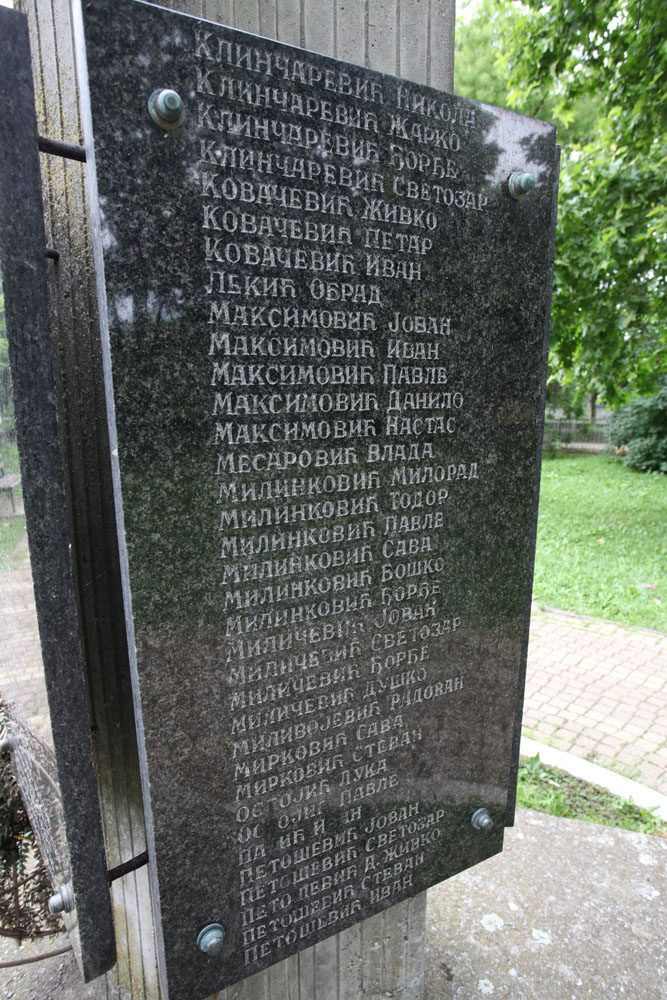 КЛИНЧАРЕВИЋ НИКОЛА
КЛИНЧАРЕВИЋ ЖАРКО
КЛИНЧАРЕВИЋ ЂОРЂЕ
КЛИНЧАРЕВИЋ СВЕТОЗАР
КОВАЧЕВИЋ ЖИВКО
КОВАЧЕВИЋ ПЕТАР
КОВАЧЕВИЋ ИВАН
ЛЕКИЋ ОБРАД
МАКСИМОВИЋ ЈОВАН
МАКСИМОВИЋ ИВАН
МАКСИМОВИЋ ПАВЛЕ
МАКСИМОВИЋ ДАНИЛО
МАКСИМОВИЋ НАСТАС
МЕСАРОВИЋ ВЛАДА
МИЛИНКОВИЋ МИЛОРАД
МИЛИНКОВИЋ ТОДОР
МИЛИНКОВИЋ ПАВЛЕ
МИЛИНКОВИЋ САВА
МИЛИНКОВИЋ БОШКО
МИЛИНКОВИЋ ЂОРЂЕ
МИЛИЧЕВИЋ ЈОВАН
МИЛИЧЕВИЋ СВЕТОЗАР
МИЛИЧЕВИЋ ЂОРЂЕ
МИЛИЧЕВИЋ ДУШКО
МИЛИВОЈЕВИЋ РАДОВАН
МИРКОВИЋ САВА
МИРКОВИЋ СТЕВАН
ОСТОЈИЋ ЛУКА
ПАВЛЕ
ПЕТОШЕВИЋ ЈОВАН
ПЕТОШЕВИЋ СВЕТОЗАР
Д. ЖИВКО
ПЕТОШЕВИЋ СТЕВАН
ПЕТОШЕВИЋ ИВАН